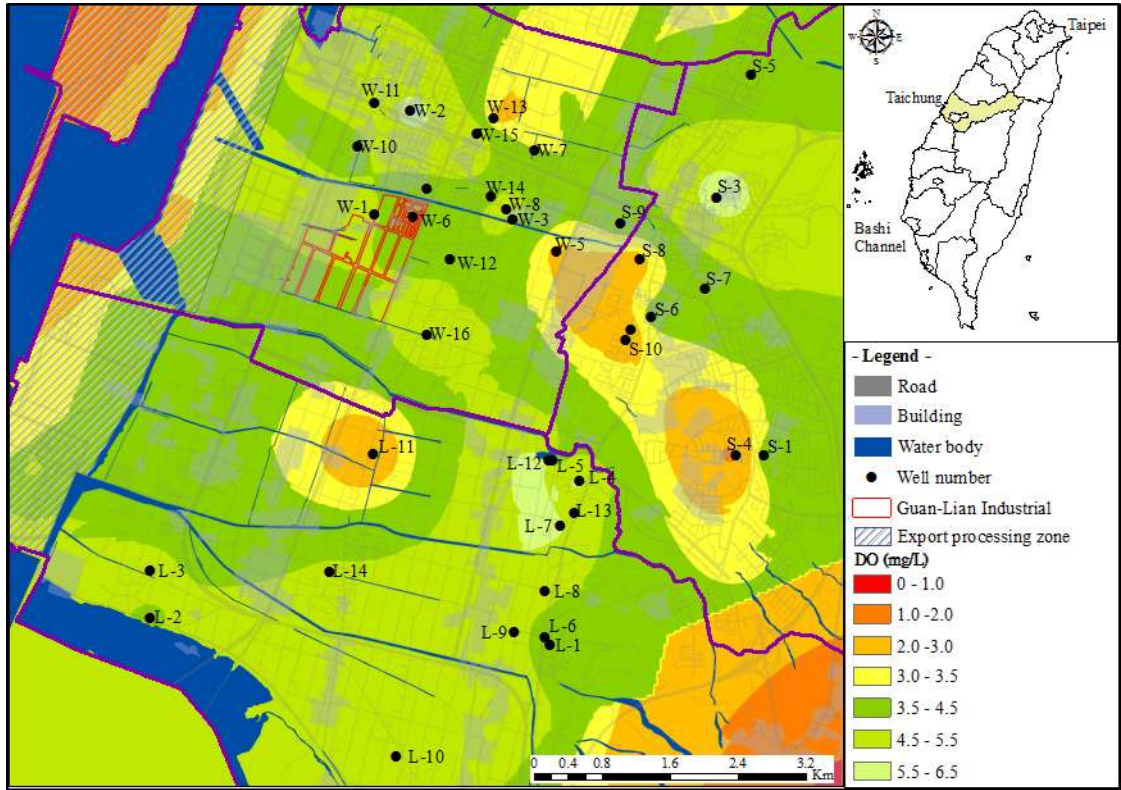 S-5
W-11
W-2
W-13
W-15
W-10
W-7
W-14
S-3
W-8
W-1
W-6
W-3
S-9
W-5
S-8
W-12
S-7
S-6
W-16
S-10
L-11
S-4
S-1
L-12
L-5
L-4
L-13
L-7
L-3
L-14
L-8
L-2
L-9
L-6
L-1
L-10
0 0.4 0.8 1.6 2.4 3.2
Km
N
W E
S
Taipei
Taichung
Bashi
Channel
- Legend -
Road
Building
Water body
Well number
Guan-Lian Industrial
Export processing zone
DO (mg/L)
0 - 1.0
1.0 -2.0
2.0 -3.0
3.0 - 3.5
3.5 - 4.5
4.5 - 5.5
5.5 - 6.5